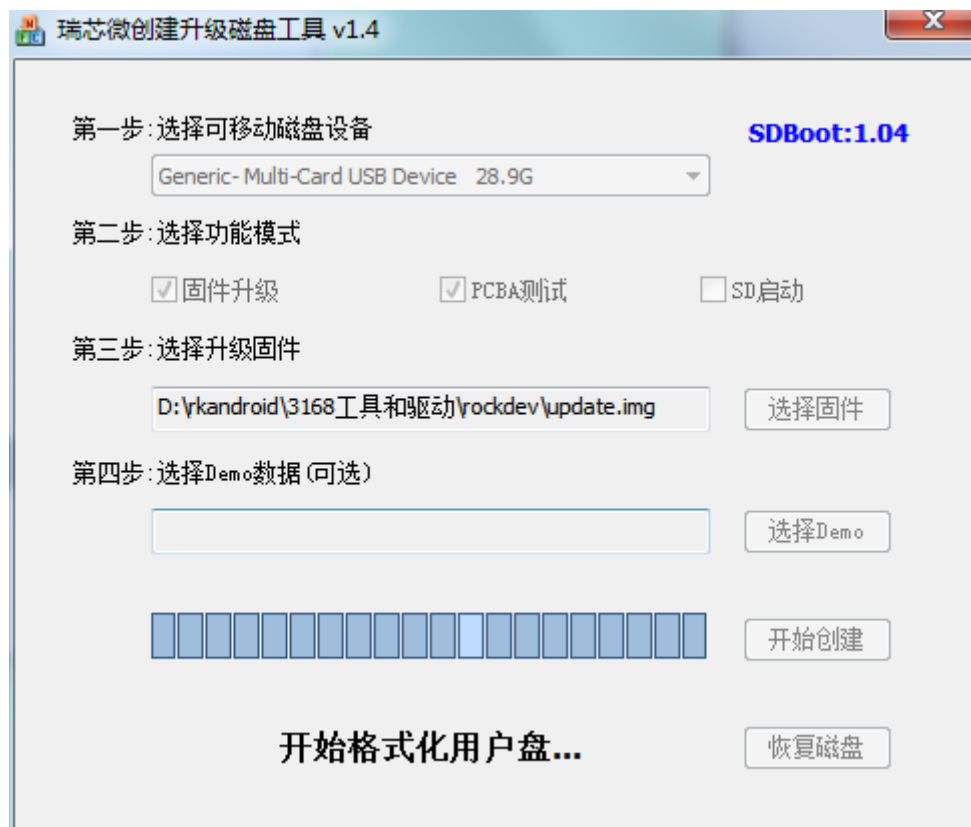 瑞芯微创建升级磁盘工具 v1.4
第一步:选择可移动磁盘设备
SDBoot:1.04
Generic- Multi-Card USB Device 28.9G
第二步:选择功能模式
固件升级 PCBA测试 SD启动
第三步:选择升级固件
D:\rkandroid\3168工具和驱动\rockdev\update.img 选择固件
第四步:选择Demo数据(可选)
选择Demo
开始创建
开始格式化用户盘... 恢复磁盘